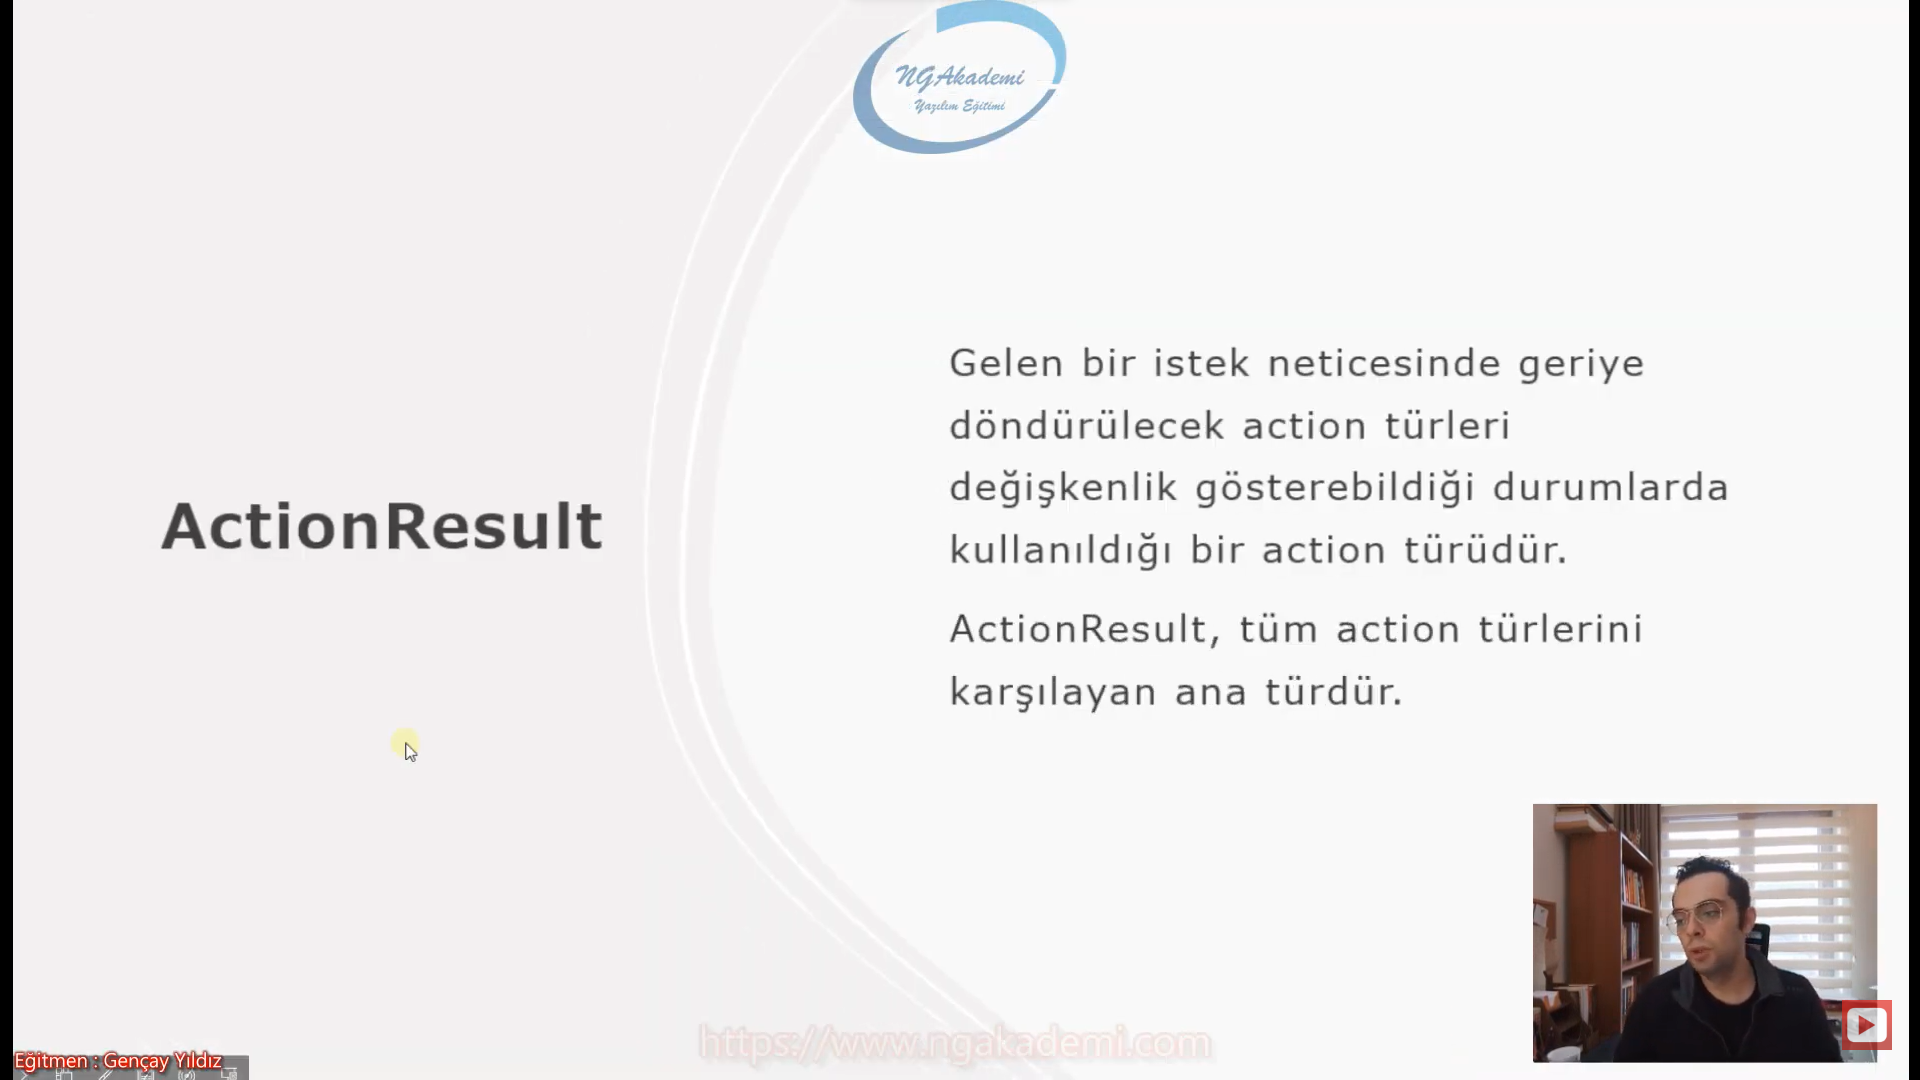 NGAkademi
Yazılım Eğitimi
ActionResult
Gelen bir istek neticesinde geriye
döndürülecek action türleri
değişkenlik gösterebildiği durumlarda
kullanıldığı bir action türüdür.
ActionResult, tüm action türlerini
karşılayan ana türdür.
https://www.ngakademi.com
Eğitmen : Gençay Yıldız